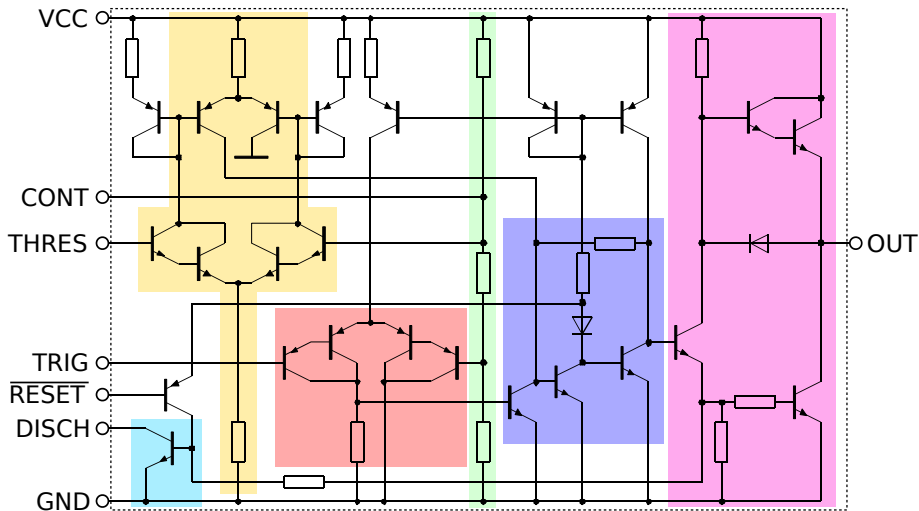 VCC
CONT
THRES
OUT
TRIG
RESET
DISCH
GND